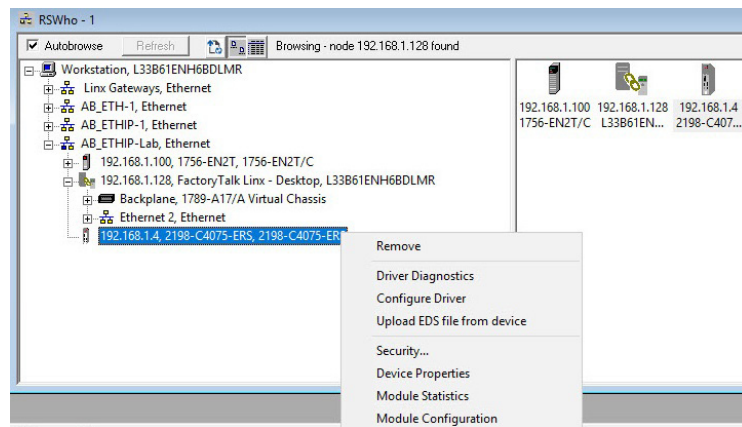 RSWho - 1
Autobrowse Refresh Browsing - node 192.168.1.128 found
Workstation, L33B61ENH6BDLMR
Linx Gateways, Ethernet
AB_ETH-1, Ethernet
AB_ETHIP-1, Ethernet
AB_ETHIP-Lab, Ethernet
192.168.1.100, 1756-EN2T, 1756-EN2T/C
192.168.1.128, FactoryTalk Linx - Desktop, L33B61ENH6BDLMR
Backplane, 1789-A17/A Virtual Chassis
Ethernet 2, Ethernet
192.168.1.4, 2198-C4075-ERS, 2198-C4075-ERS
192.168.1.100 192.168.1.128 192.168.1.4
1756-EN2T/C L33B61EN... 2198-C407...
Remove
Driver Diagnostics
Configure Driver
Upload EDS file from device
Security...
Device Properties
Module Statistics
Module Configuration